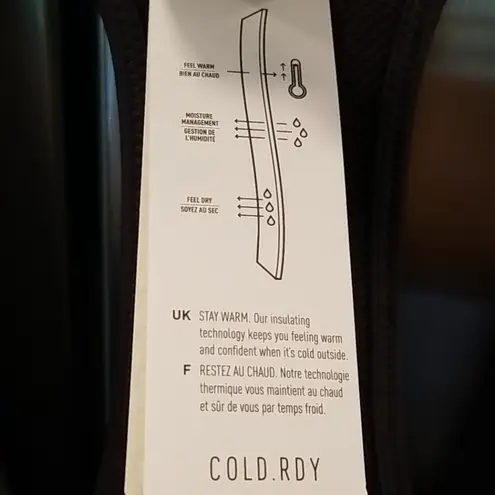 FEEL WARM
BIEN AU CHAUD
MOISTURE
MANAGEMENT
GESTION DE
L'HUMIDITÉ
FEEL DRY
SOYEZ AU SEC
UK STAY WARM. Our insulating
technology keeps you feeling warm
and confident when it's cold outside.
F RESTEZ AU CHAUD. Notre technologie
thermique vous maintient au chaud
et sûr de vous par temps froid.
COLD.RDY